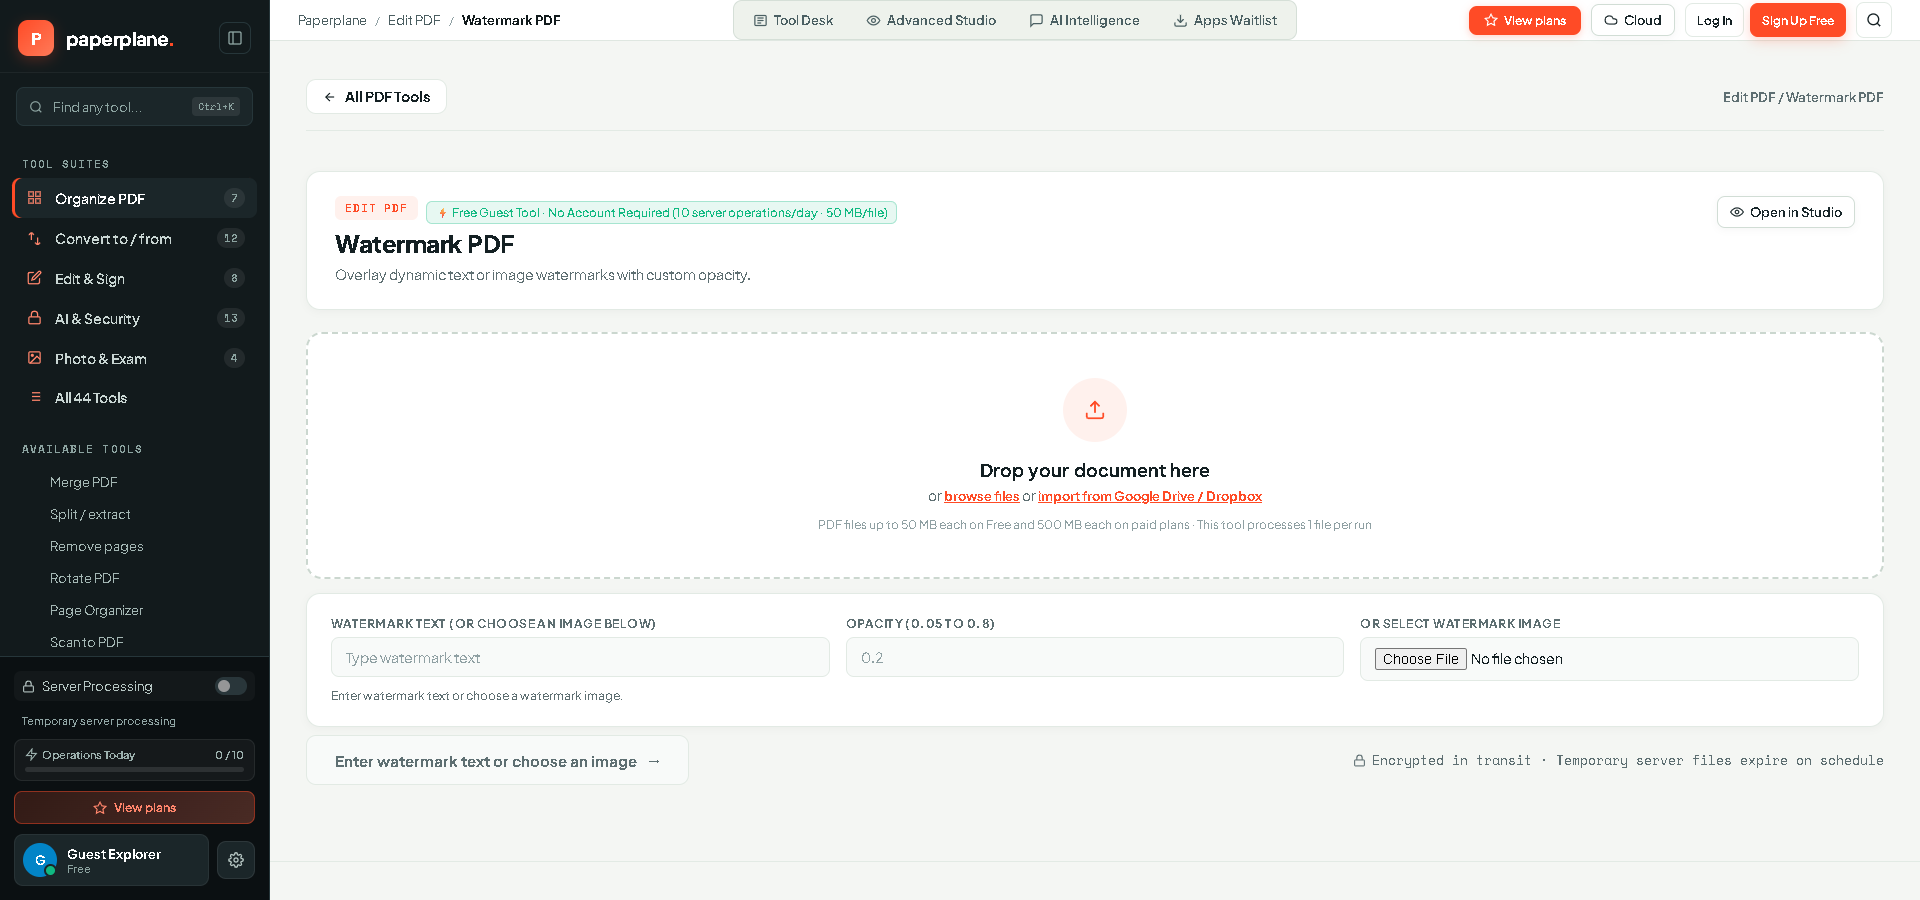 P paperplane.
Find any tool... Ctrl+K
TOOL SUITES
Organize PDF 7
Convert to / from 12
Edit & Sign 8
AI & Security 13
Photo & Exam 4
All 44 Tools
AVAILABLE TOOLS
Merge PDF
Split / extract
Remove pages
Rotate PDF
Page Organizer
Scan to PDF
Server Processing
Temporary server processing
Operations Today 0 / 10
View plans
G Guest Explorer
Free
Paperplane / Edit PDF / Watermark PDF
Tool Desk Advanced Studio AI Intelligence Apps Waitlist
View plans Cloud Log In Sign Up Free
← All PDF Tools
Edit PDF / Watermark PDF
EDIT PDF Free Guest Tool · No Account Required (10 server operations/day · 50 MB/file)
Open in Studio
Watermark PDF
Overlay dynamic text or image watermarks with custom opacity.
Drop your document here
or browse files or import from Google Drive / Dropbox
PDF files up to 50 MB each on Free and 500 MB each on paid plans · This tool processes 1 file per run
WATERMARK TEXT (OR CHOOSE AN IMAGE BELOW) OPACITY (0.05 TO 0.8) OR SELECT WATERMARK IMAGE
Type watermark text 0.2 Choose File No file chosen
Enter watermark text or choose a watermark image.
Enter watermark text or choose an image →
Encrypted in transit · Temporary server files expire on schedule